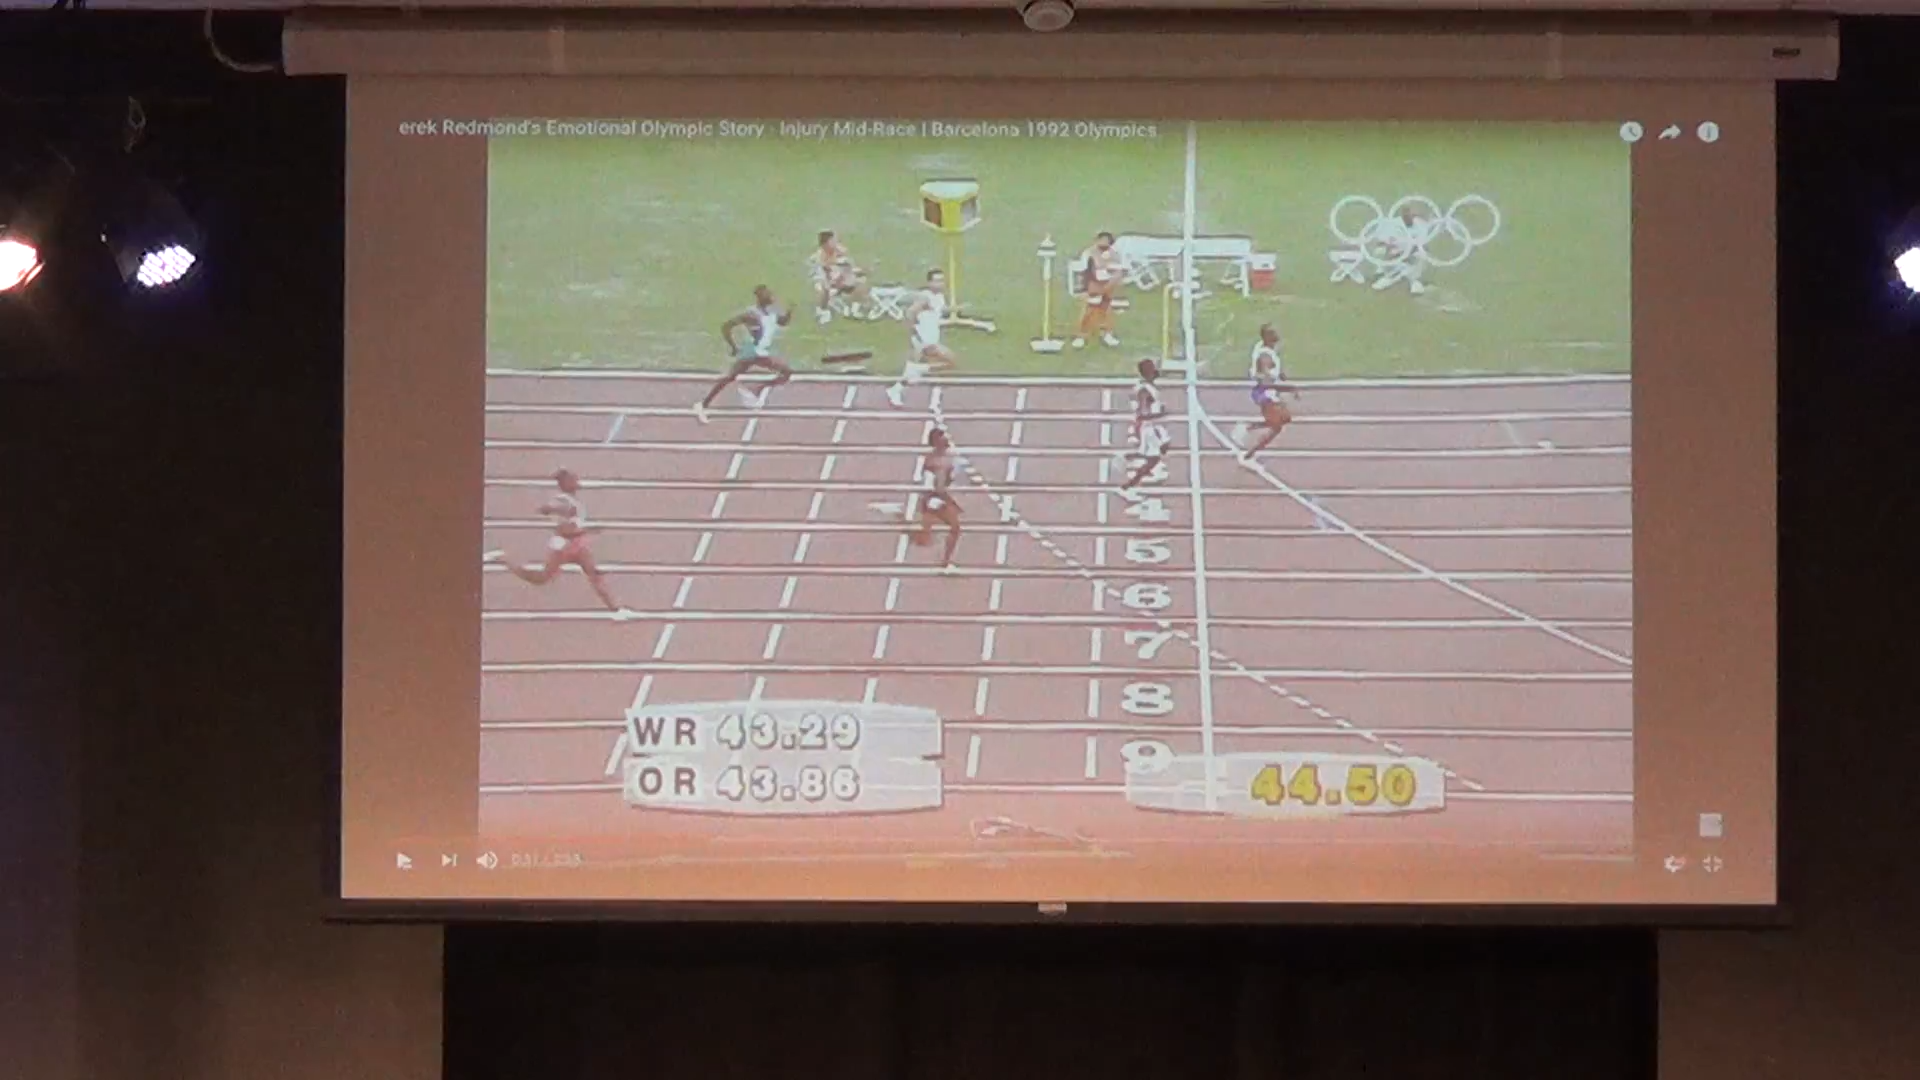 erek Redmond's Emotional Olympic Story - Injury Mid-Race | Barcelona 1992 Olympics
4
5
6
7
8
9
WR 43.29
OR 43.86
44.50